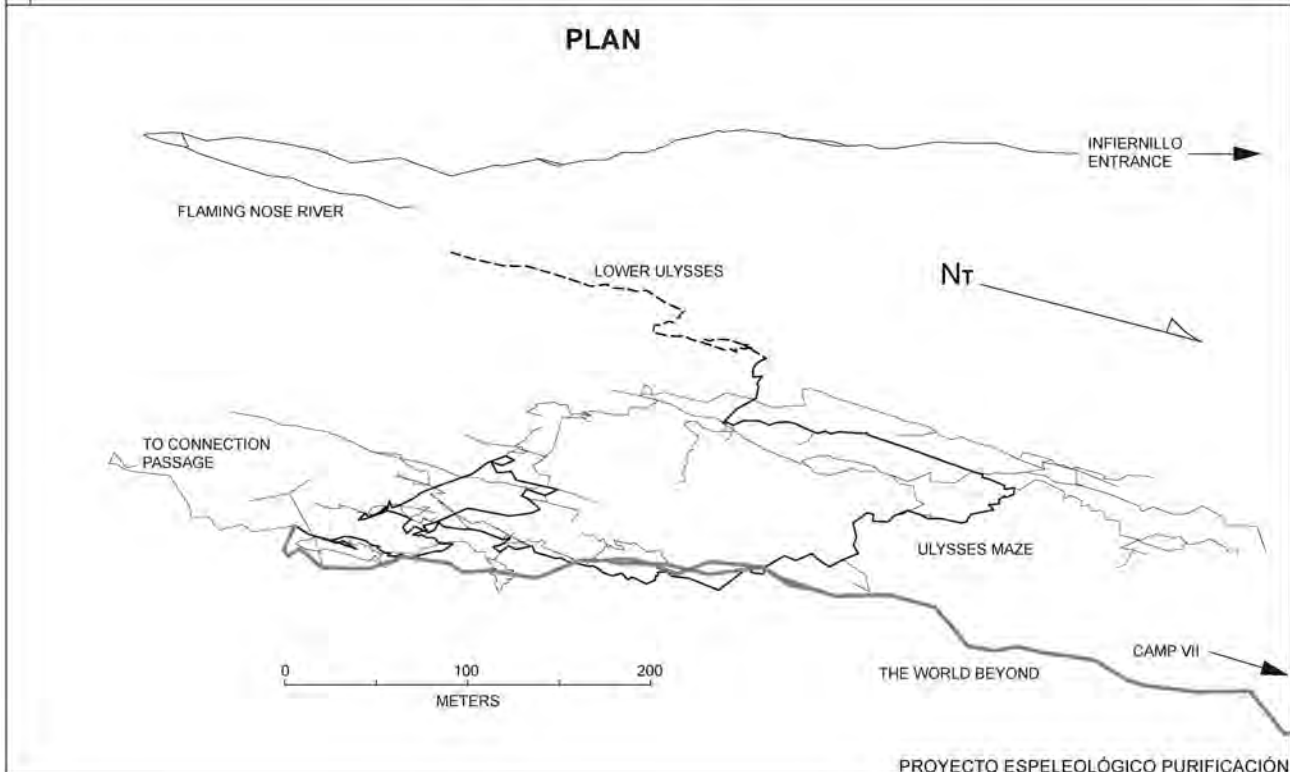 PLAN
INFIERNILLO
ENTRANCE
FLAMING NOSE RIVER
LOWER ULYSSES
NT
TO CONNECTION
PASSAGE
ULYSSES MAZE
CAMP VII
THE WORLD BEYOND
0 100 200
METERS
PROYECTO ESPELEOLÓGICO PURIFICACIÓN